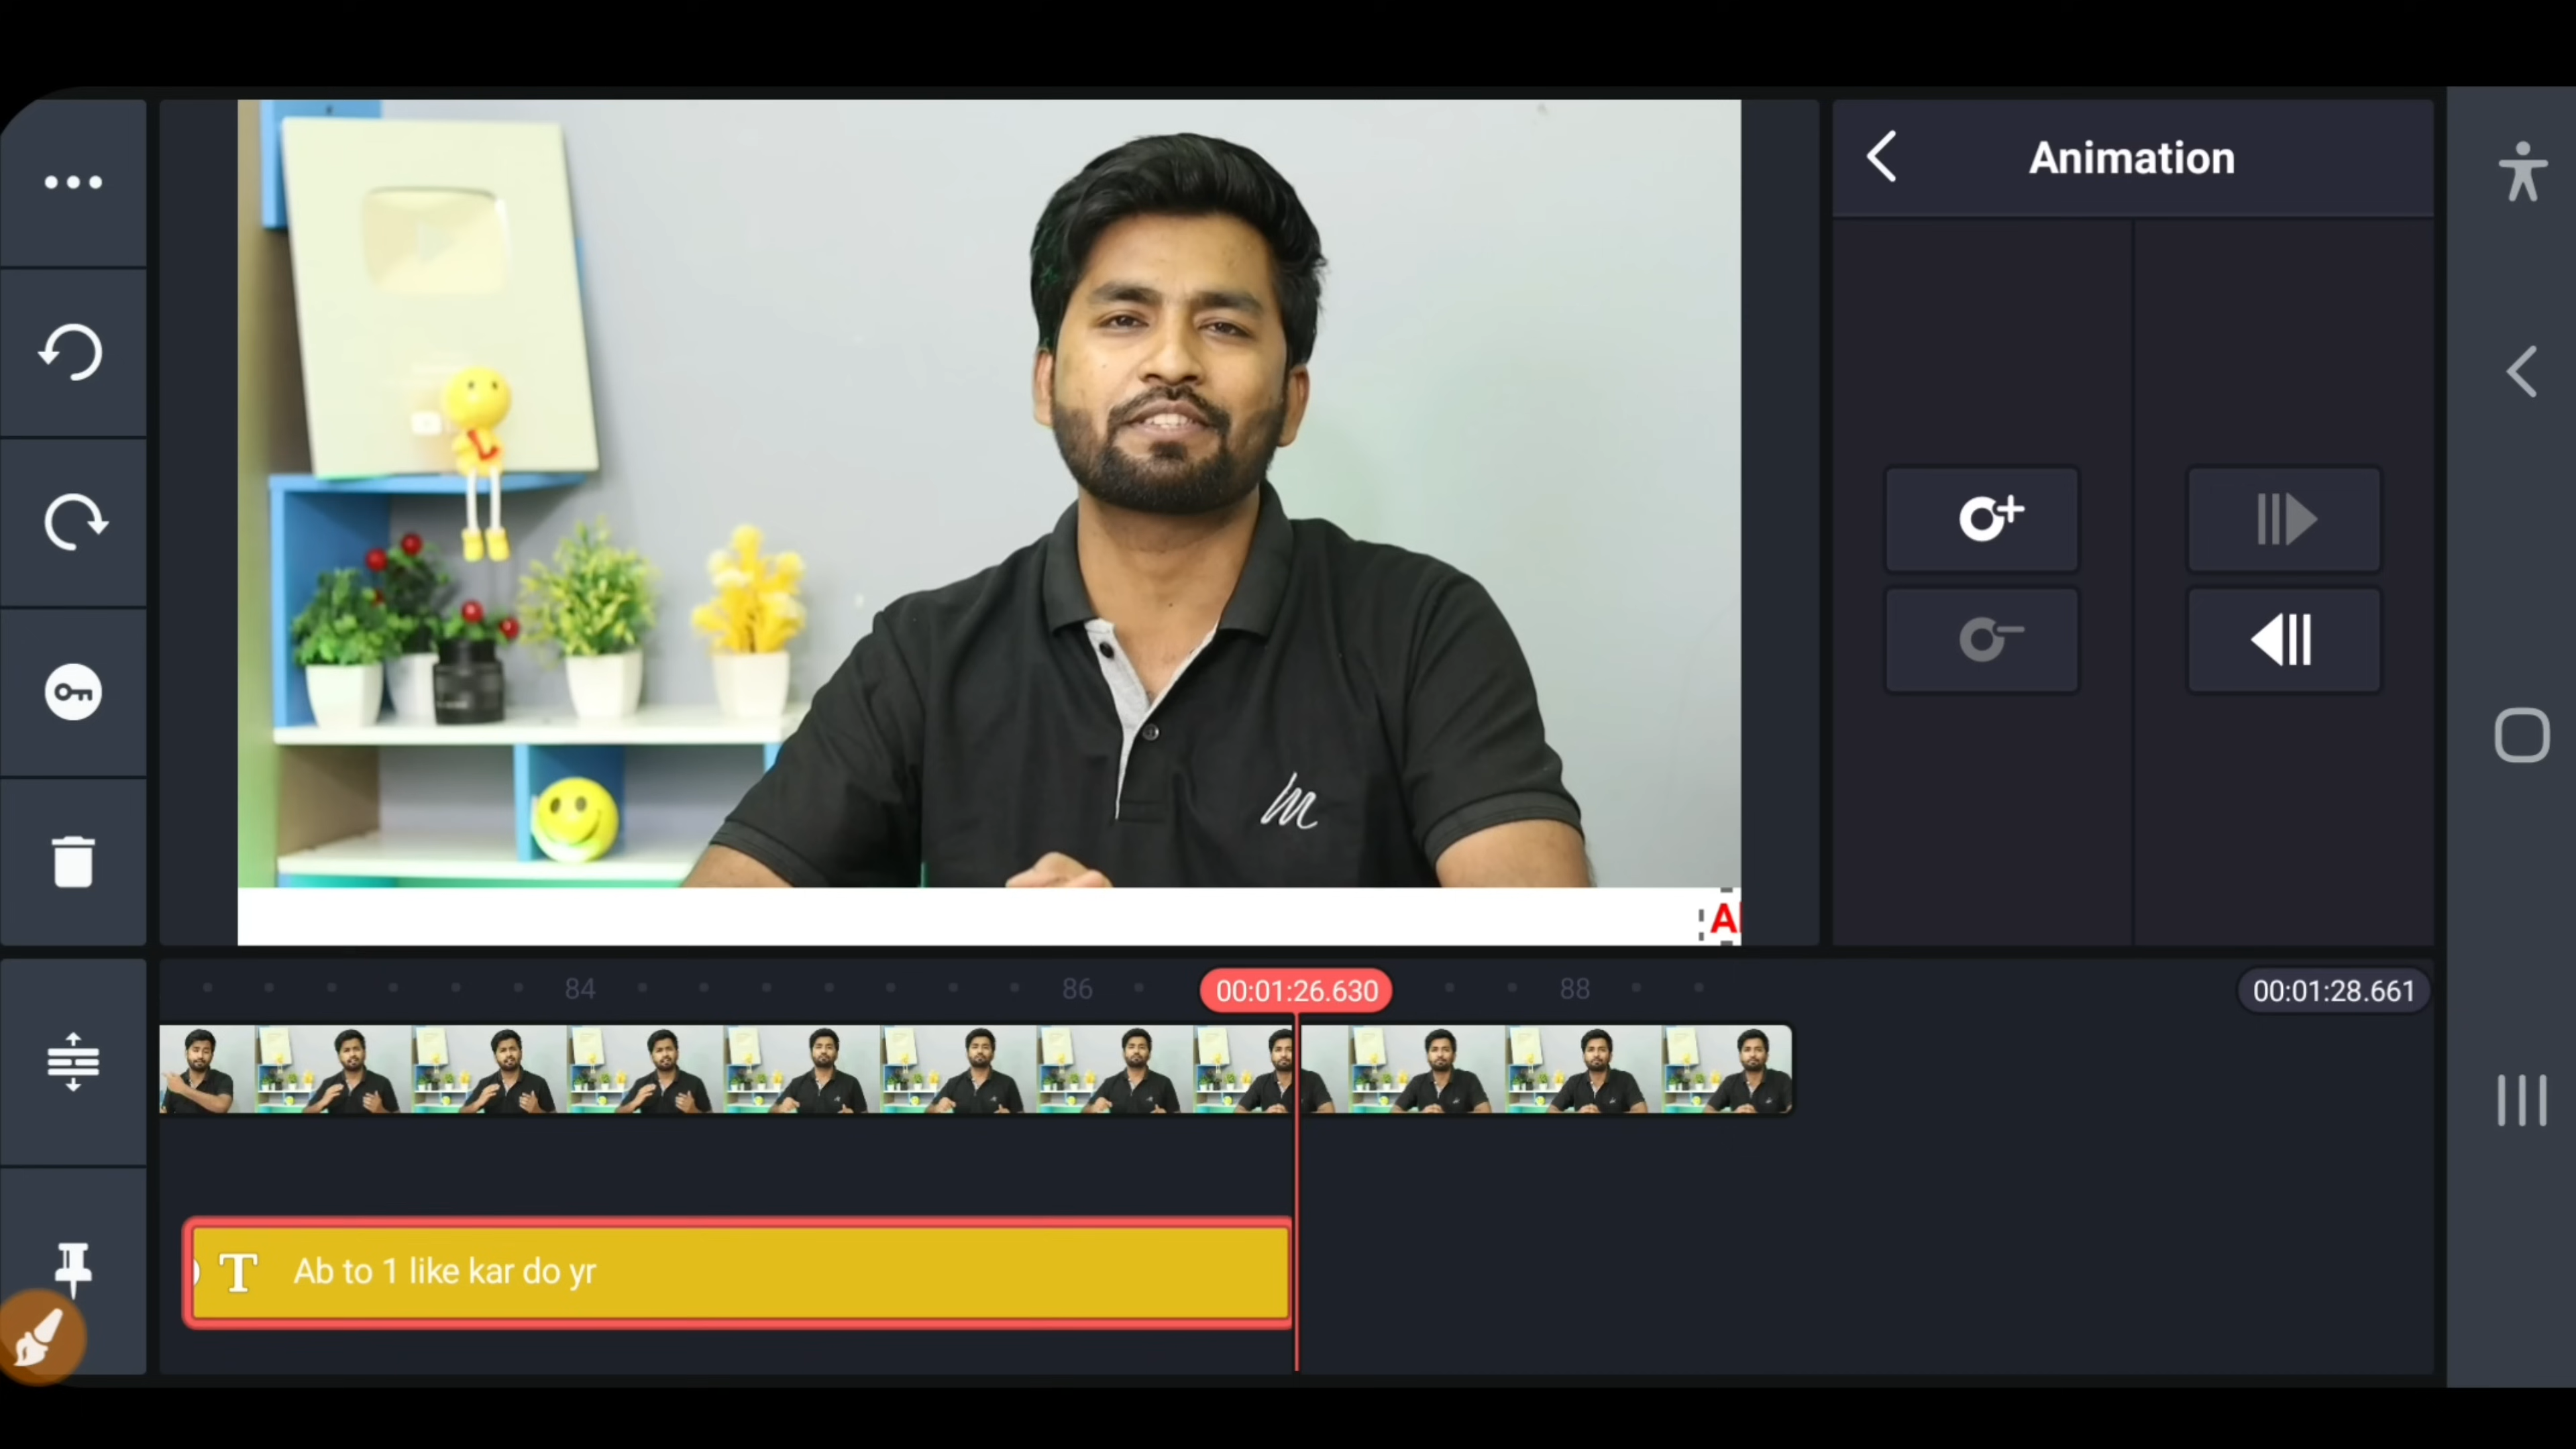 Animation
A
84
86
00:01:26.630
88
00:01:28.661
T Ab to 1 like kar do yr